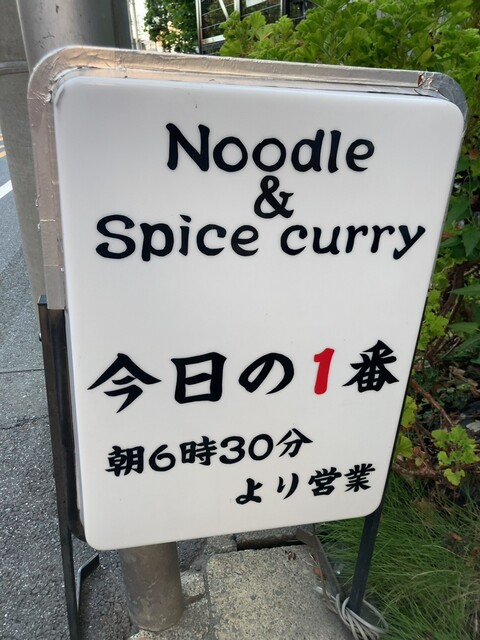 Noodle
&
Spice curry
今日の1番
朝6時30分
より営業